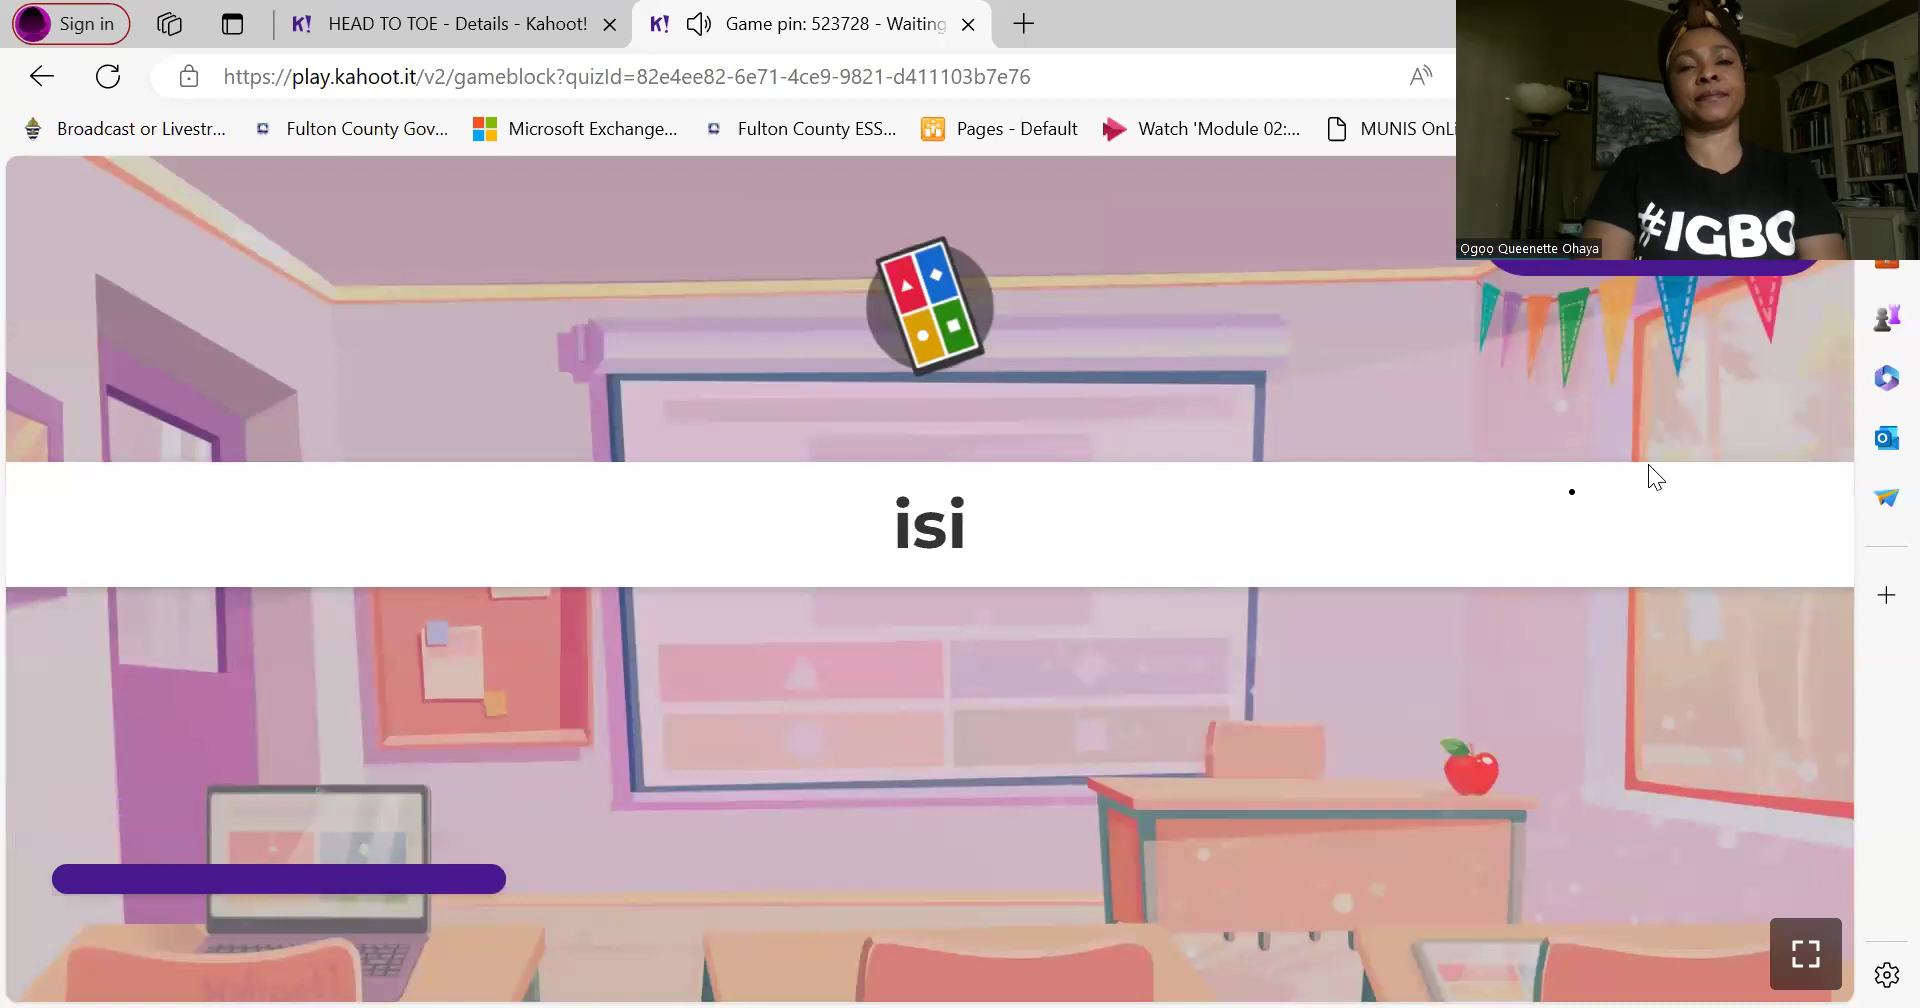 Sign in
HEAD TO TOE - Details - Kahoot!
Game pin: 523728 - Waiting
https://play.kahoot.it/v2/gameblock?quizId=82e4ee82-6e71-4ce9-9821-d411103b7e76
Broadcast or Livestr...
Fulton County Gov...
Microsoft Exchange...
Fulton County ESS...
Pages - Default
Watch 'Module 02:...
MUNIS OnLi
#IGBO
Ọgọọ Queenette Ohaya
isi